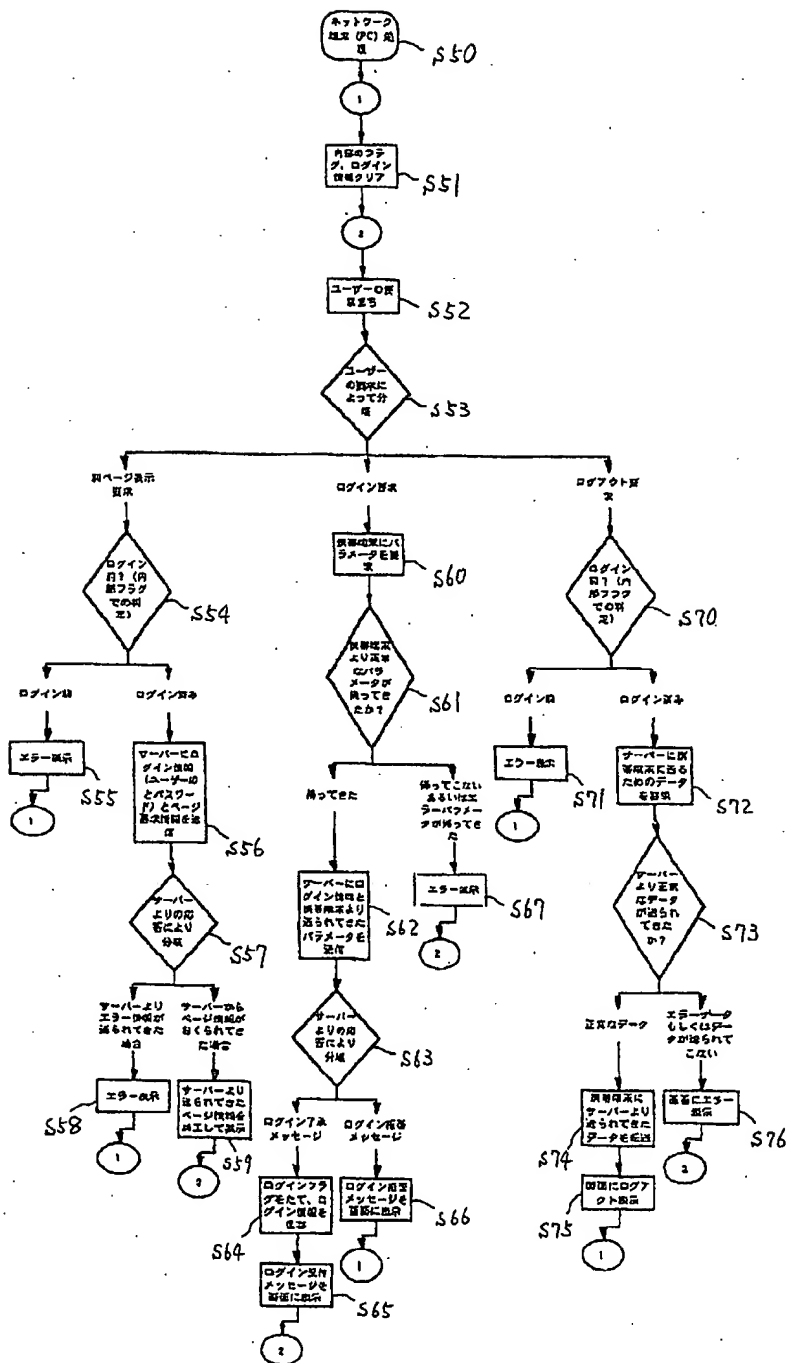 ネットワーク
端末（PC）処
理
S50
1
内部のフラ
グ、ログイン
情報クリア
S51
2
ユーザーの要
求まち
S52
ユーザー
の要求に
よって分
岐
S53
別ページ表示
要求
ログイン要求
ログアウト要
求
ログイン
済？（内
部フラグ
での判
定）
S54
携帯端末にパ
ラメータを要
求
S60
ログイン
済？（内
部フラグ
での判
定）
S70
携帯端末
より正常
なパラ
メータが
帰ってき
たか？
S61
ログイン前
ログイン済み
ログイン前
ログイン済み
エラー表示
S55
1
サーバーにログ
イン情報
(ユーザーID
とパスワー
ド）とページ
要求情報を送
信
S56
帰ってきた
帰ってこない
あるいはエ
ラーパラメー
タが帰ってき
た
エラー表示
S71
1
サーバーに携
帯端末に送る
ためのデータ
を要求
S72
サーバー
よりの応
答により
分岐
S57
サーバーにロ
グイン情報と
携帯端末より
送られてきた
パラメータを
送付
S62
エラー表示
S67
2
サーバー
より正常
なデータ
が送られ
てきた
か？
S73
サーバーより
エラー情報が
送られてきた
場合
サーバーから
ページ情報が
おくられてき
た場合
サーバー
よりの応
答により
分岐
S63
正常なデータ
エラーデータ
もしくはデー
タが送られて
こない
エラー表示
S58
1
サーバーより
送られてきた
ページ情報を
加工して表示
S59
2
ログイン了承
メッセージ
ログイン拒否
メッセージ
携帯端末に
サーバーより
送られてきた
データを転送
S74
画面にエラー
表示
S76
2
ログインフラ
グをたて、ロ
グイン情報を
保存
S64
ログイン拒否
メッセージを
画面に表示
S66
1
画面にログア
ウト表示
S75
1
ログイン受付
メッセージを
画面に表示
S65
2